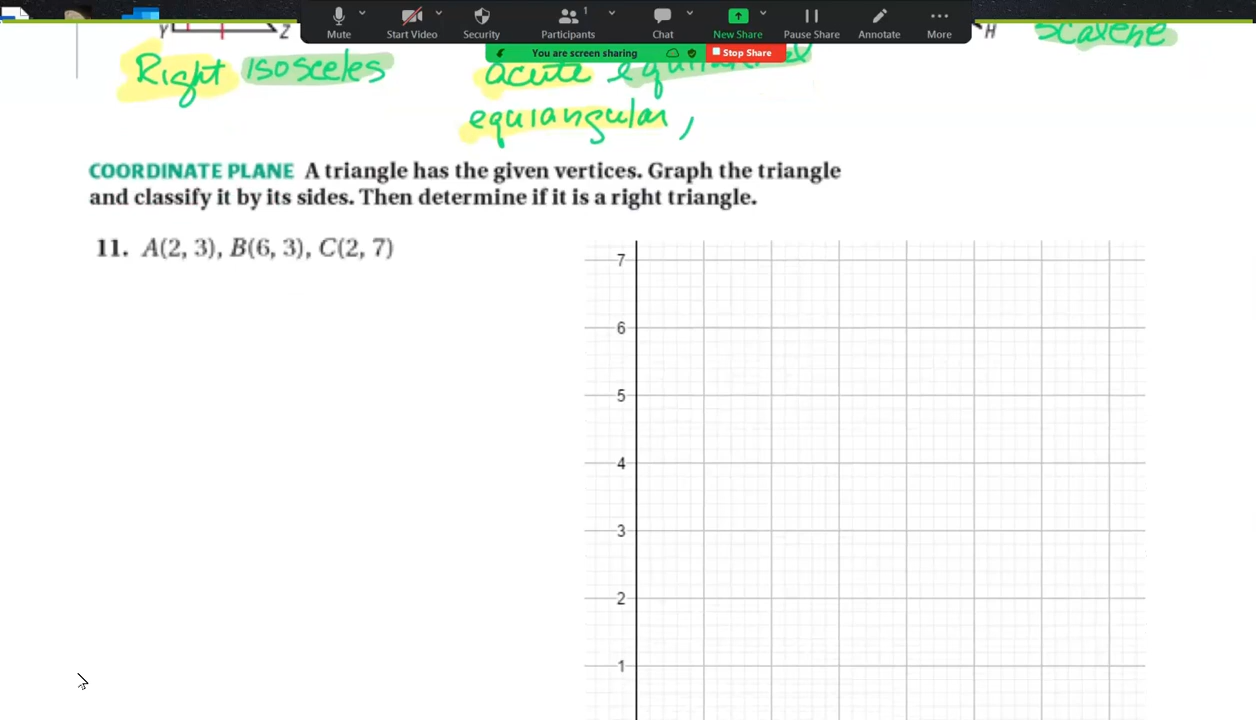 Mute
Start Video
Security
Participants
1
Chat
New Share
Pause Share
Annotate
More
You are screen sharing
Stop Share
Y
Z
H
Scalene
Right isosceles
acute
equiangular,
COORDINATE PLANE A triangle has the given vertices. Graph the triangle
and classify it by its sides. Then determine if it is a right triangle.
11. A(2, 3), B(6, 3), C(2, 7)
7
6
5
4
3
2
1